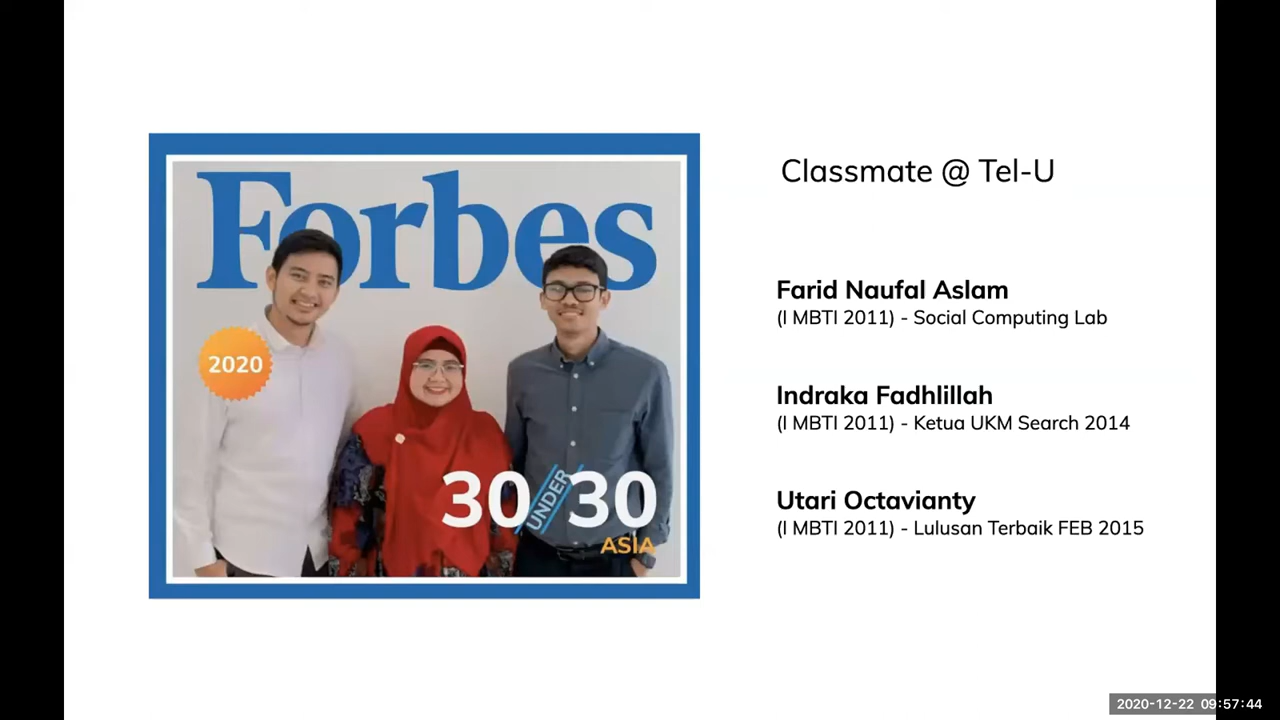 Forbes
2020
30 UNDER 30
ASIA
Classmate @ Tel-U
Farid Naufal Aslam
(I MBTI 2011) - Social Computing Lab
Indraka Fadhlillah
(I MBTI 2011) - Ketua UKM Search 2014
Utari Octavianty
(I MBTI 2011) - Lulusan Terbaik FEB 2015
2020-12-22 09:57:44